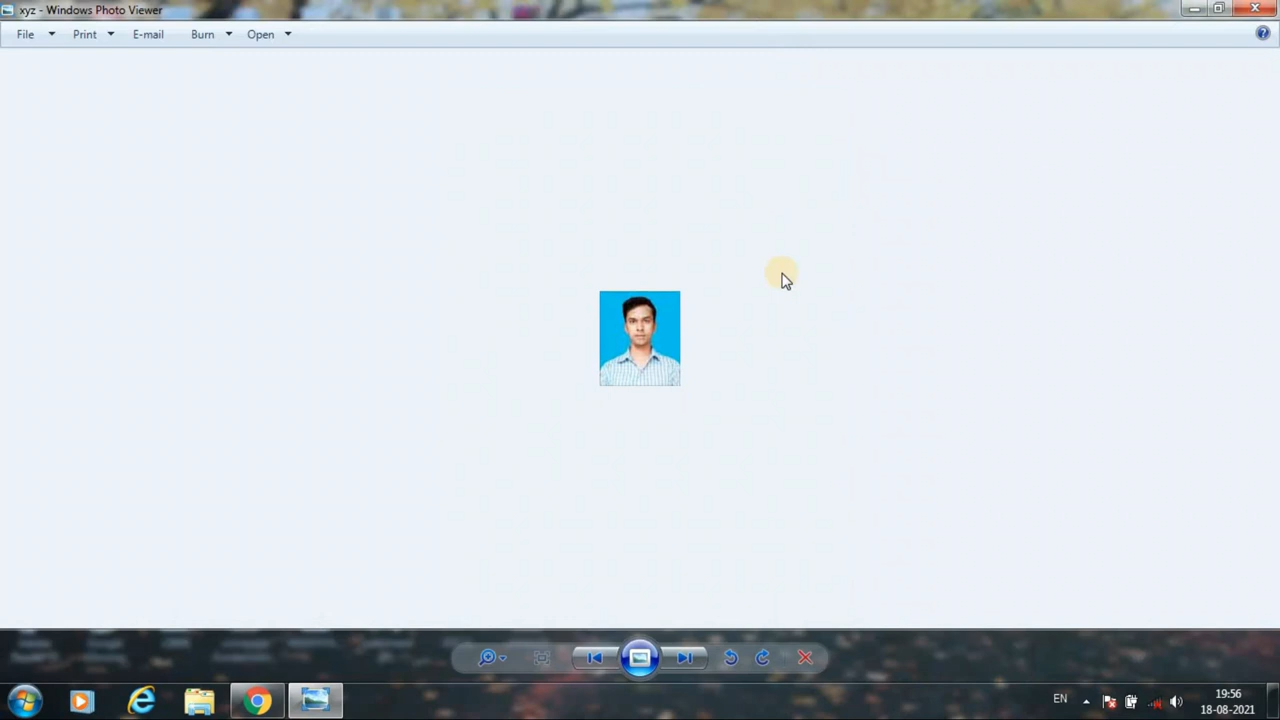 xyz - Windows Photo Viewer
File Print E-mail Burn Open
EN
19:56
18-08-2021